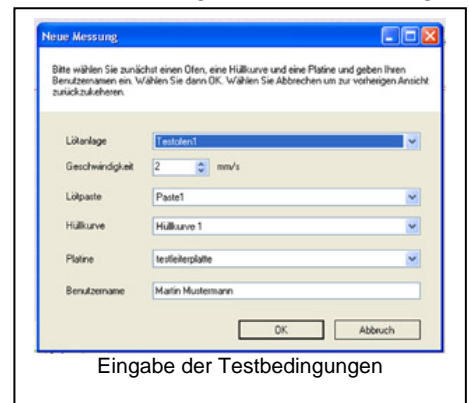 Neue Messung
Bitte wählen Sie zunächst einen Ofen, eine Hüllkurve und eine Platine und geben Ihren
Benutzernamen ein. Wählen Sie dann OK. Wählen Sie Abbrechen um zur vorherigen Ansicht
zurückzukeheren.
Lötanlage Testofen1
Geschwindigkeit 2 mm/s
Lötpaste Paste1
Hüllkurve Hüllkurve 1
Platine testleiterplatte
Benutzername Martin Mustermann
OK Abbruch
Eingabe der Testbedingungen